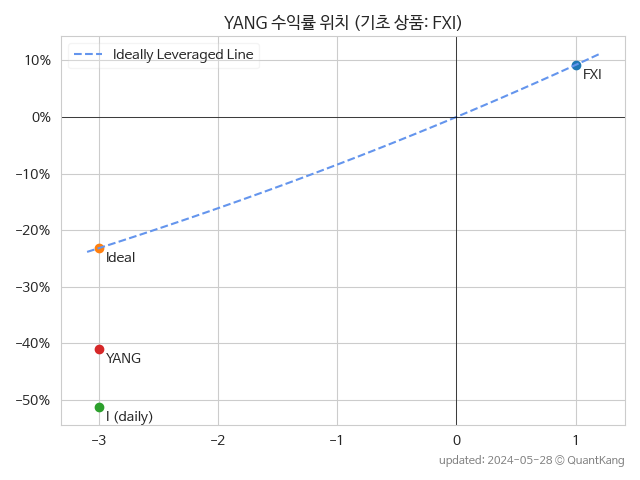 YANG 수익률 위치 (기초 상품: FXI)
Ideally Leveraged Line
10%
0%
-10%
-20%
-30%
-40%
-50%
FXI
Ideal
YANG
I (daily)
-3
-2
-1
0
1
updated: 2024-05-28 © QuantKang